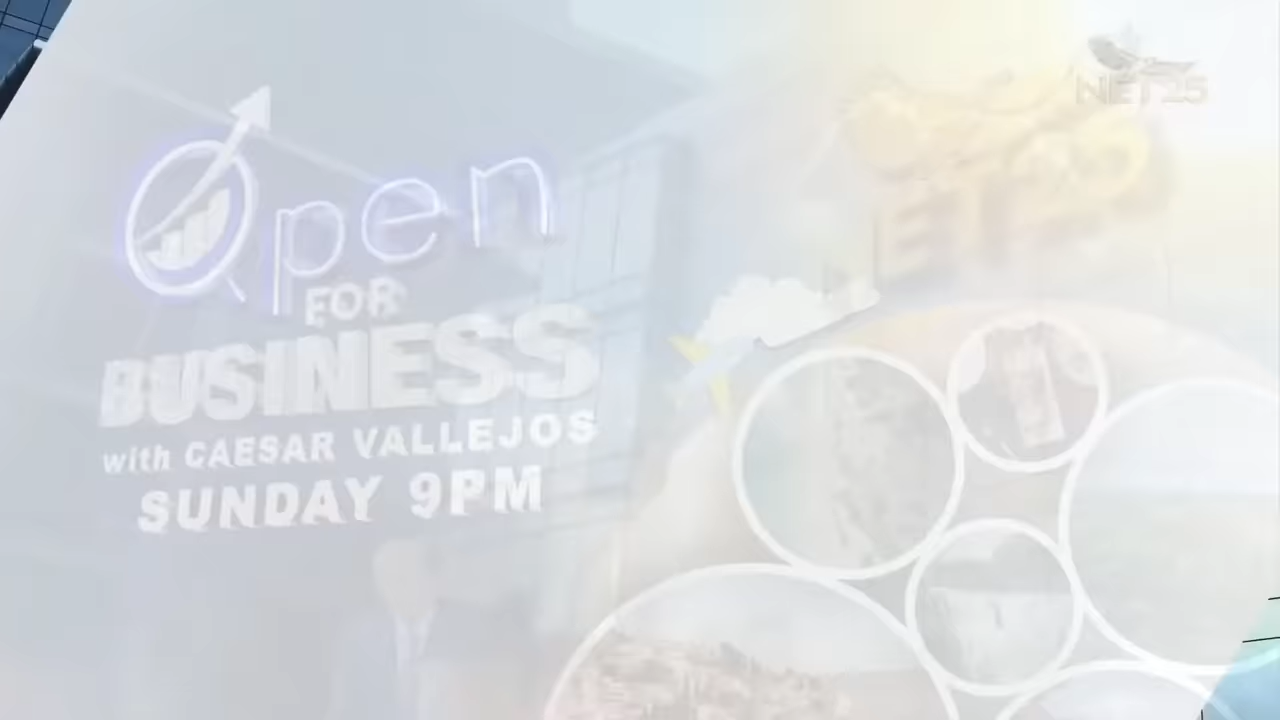 Open
FOR
BUSINESS
with CAESAR VALLEJOS
SUNDAY 9PM
NET25